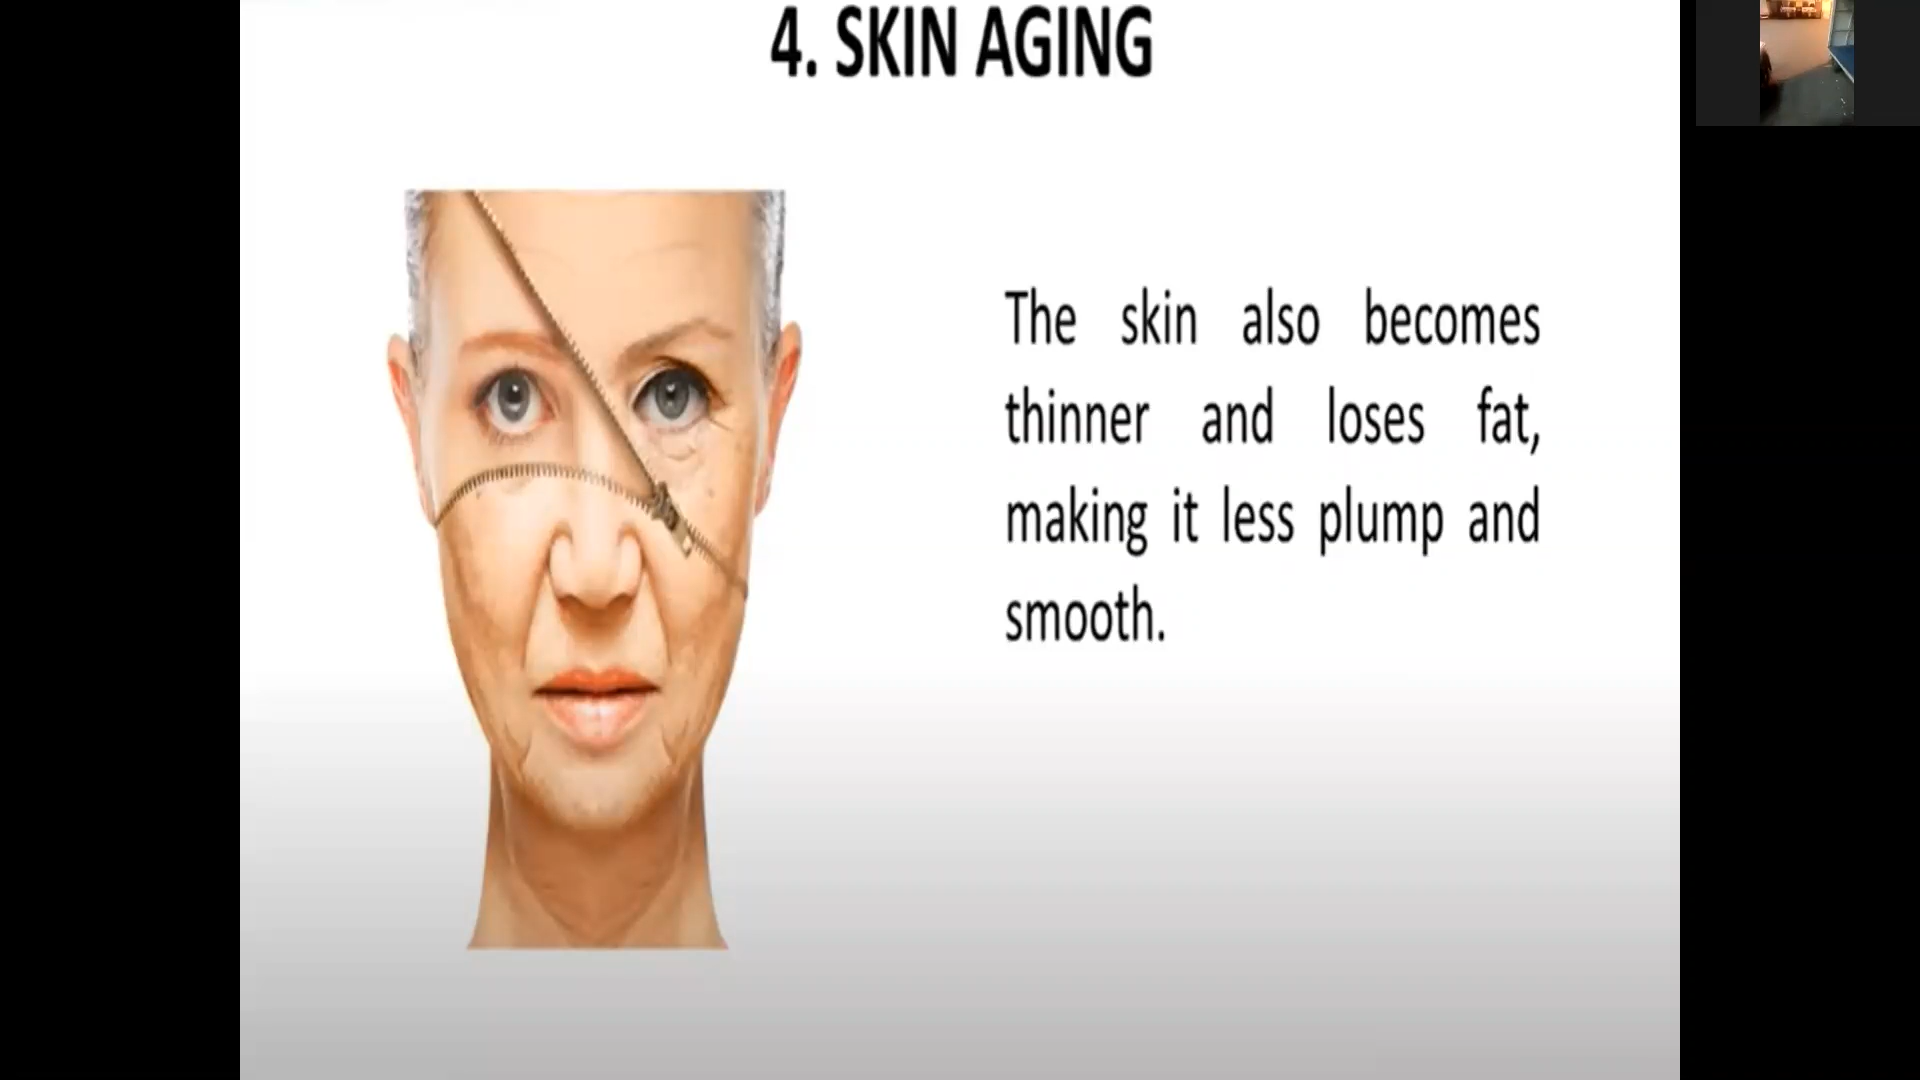 4. SKIN AGING
The skin also becomes
thinner and loses fat,
making it less plump and
smooth.